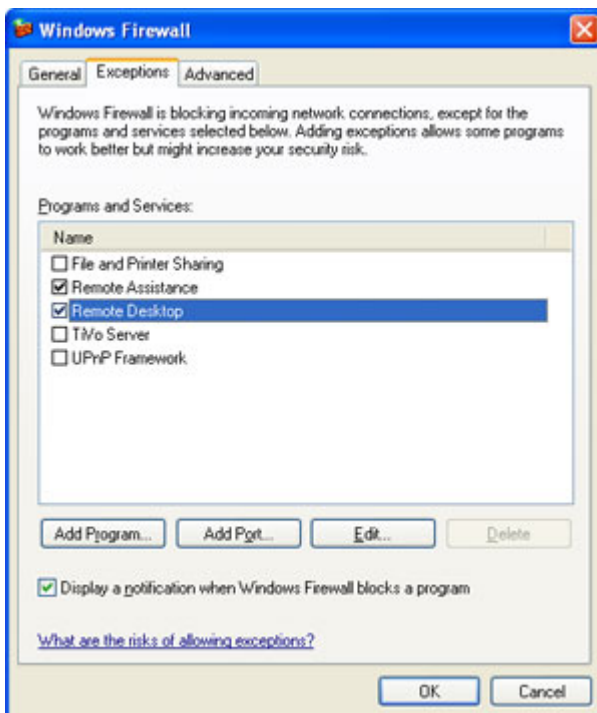 Windows Firewall
General Exceptions Advanced
Windows Firewall is blocking incoming network connections, except for the
programs and services selected below. Adding exceptions allows some programs
to work better but might increase your security risk.
Programs and Services:
Name
File and Printer Sharing
Remote Assistance
Remote Desktop
TiVo Server
UPnP Framework
Add Program... Add Port... Edit... Delete
Display a notification when Windows Firewall blocks a program
What are the risks of allowing exceptions?
OK Cancel